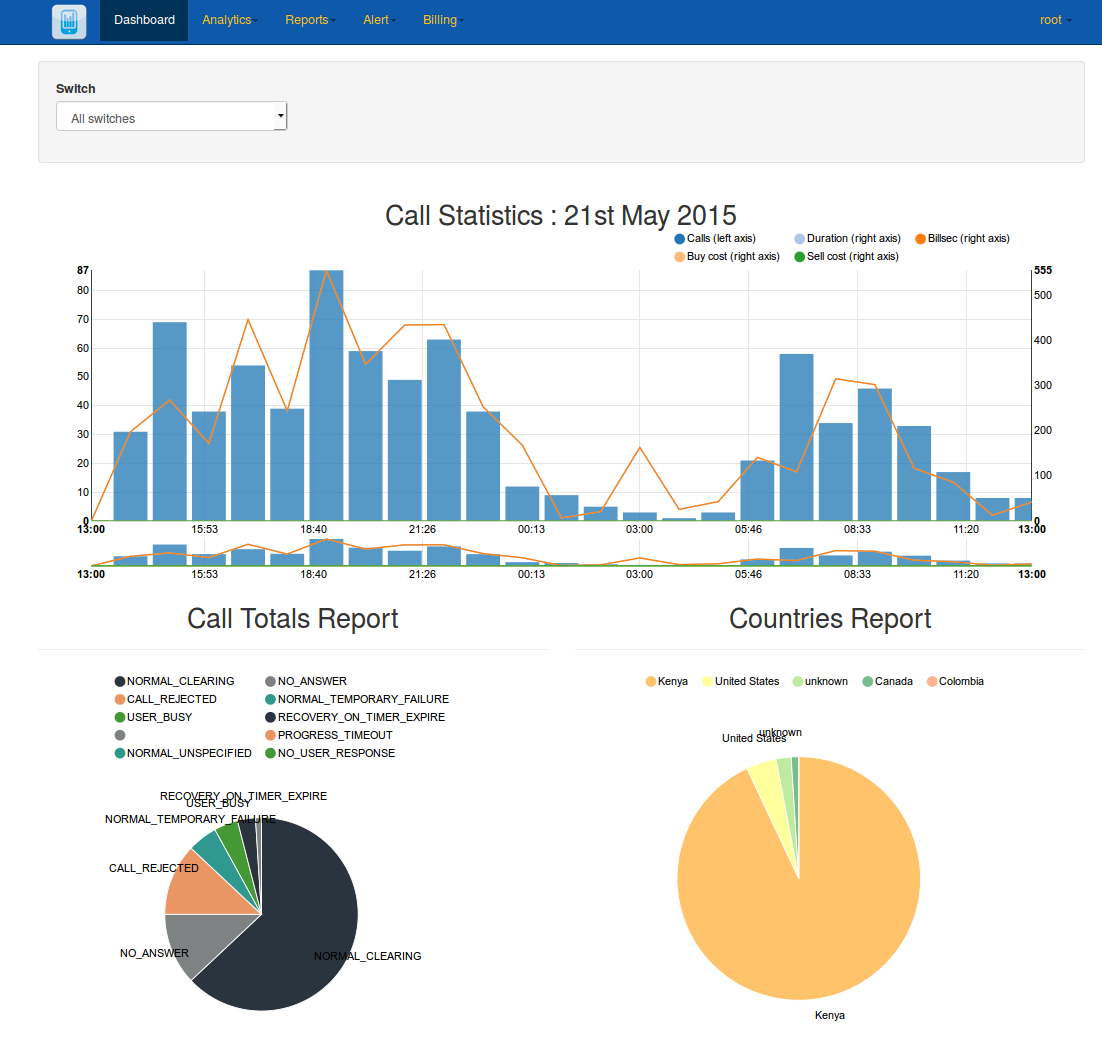 Dashboard Analytics Reports Alert Billing root
Switch
All switches
Call Statistics : 21st May 2015
Calls (left axis) Duration (right axis) Billsec (right axis)
Buy cost (right axis) Sell cost (right axis)
87 555
80 500
70
60 400
50
40 300
30 200
20
10 100
0 0
13:00 15:53 18:40 21:26 00:13 03:00 05:46 08:33 11:20 13:00
13:00 15:53 18:40 21:26 00:13 03:00 05:46 08:33 11:20 13:00
Call Totals Report
NORMAL_CLEARING NO_ANSWER
CALL_REJECTED NORMAL_TEMPORARY_FAILURE
USER_BUSY RECOVERY_ON_TIMER_EXPIRE
PROGRESS_TIMEOUT
NORMAL_UNSPECIFIED NO_USER_RESPONSE
RECOVERY_ON_TIMER_EXPIRE
USER_BUSY
NORMAL_TEMPORARY_FAILURE
CALL_REJECTED
NO_ANSWER
NORMAL_CLEARING
Countries Report
Kenya United States unknown Canada Colombia
unknown
United States
Kenya